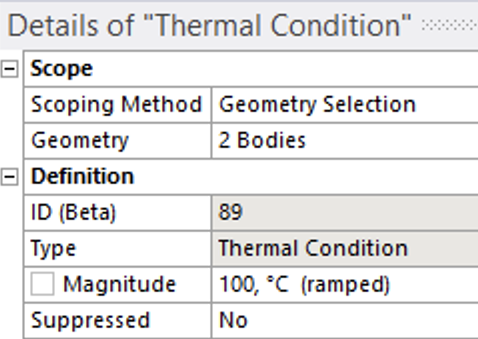 Details of "Thermal Condition"
Scope
Scoping Method Geometry Selection
Geometry 2 Bodies
Definition
ID (Beta) 89
Type Thermal Condition
Magnitude 100, °C (ramped)
Suppressed No